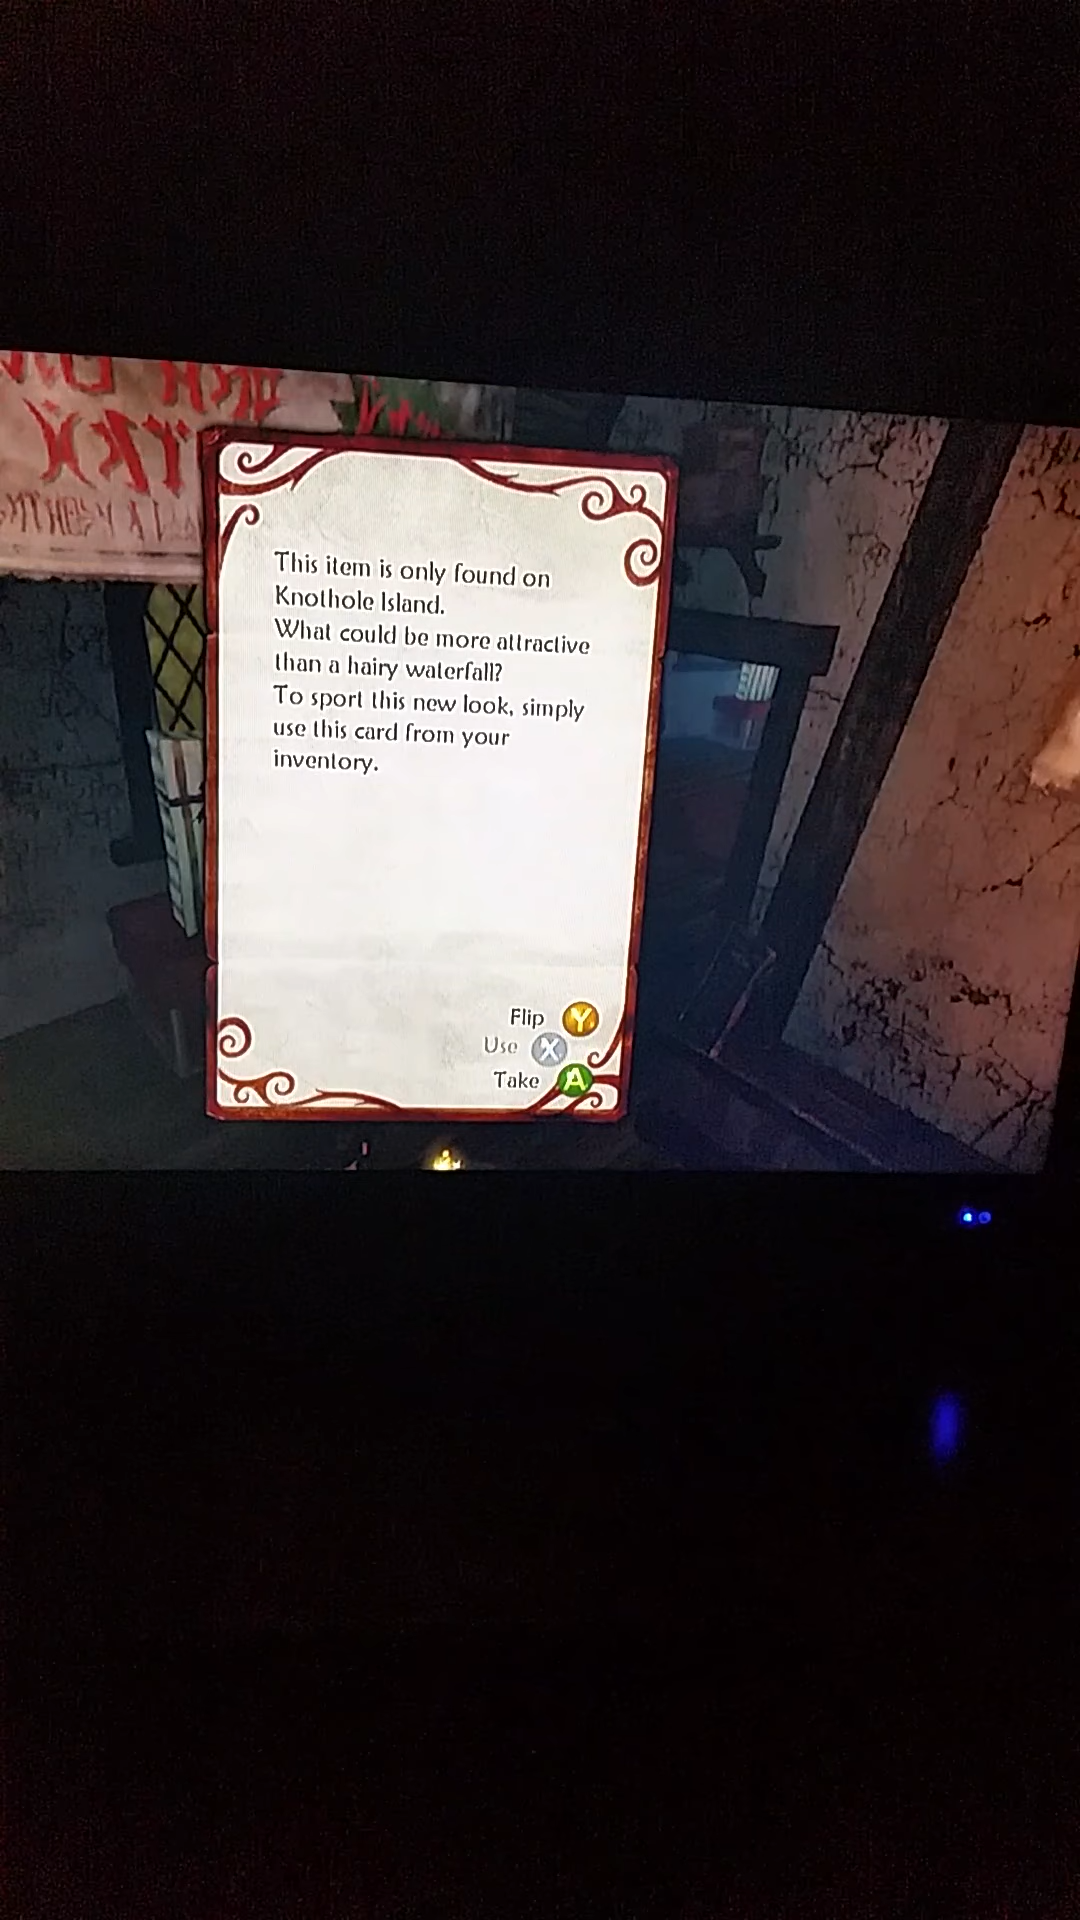 This item is only found on
Knothole Island.
What could be more attractive
than a hairy waterfall?
To sport this new look, simply
use this card from your
inventory.
Flip Y
Use X
Take A